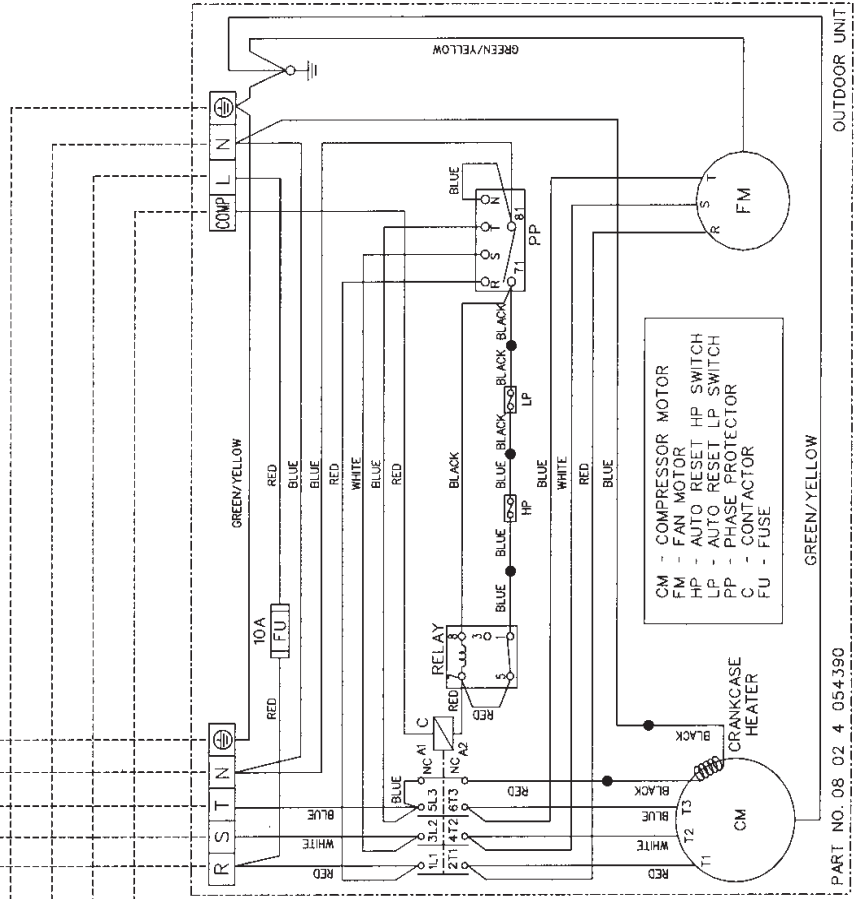 OUTDOOR UNIT
GREEN/YELLOW
COMP L N
BLUE
N
T
S
R
81
71
PP
T
S
R
FM
GREEN/YELLOW
RED
BLUE
BLUE
RED
WHITE
BLUE
RED
BLACK
BLACK
BLACK
LP
BLACK
BLUE
HP
BLUE
BLUE
BLUE
WHITE
RED
BLUE
10A
FU
RED
RELAY
8
3
1
7
5
RED
RED
C
A1
A2
NC
NC
BLUE
5L3
3L2
1L1
6T3
4T2
2T1
R S T N
BLUE
WHITE
RED
RED
BLACK
BLACK
BLUE
WHITE
RED
CRANKCASE
HEATER
T3
T2
T1
CM
CM - COMPRESSOR MOTOR
FM - FAN MOTOR
HP - AUTO RESET HP SWITCH
LP - AUTO RESET LP SWITCH
PP - PHASE PROTECTOR
C - CONTACTOR
FU - FUSE
GREEN/YELLOW
PART NO. 08 02 4 054390